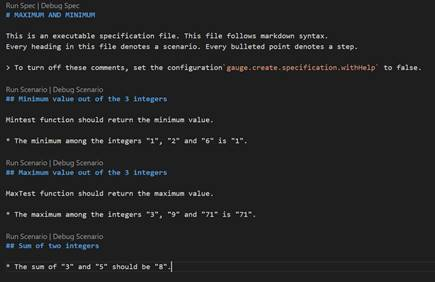 Run Spec | Debug Spec
# MAXIMUM AND MINIMUM
This is an executable specification file. This file follows markdown syntax.
Every heading in this file denotes a scenario. Every bulleted point denotes a step.
> To turn off these comments, set the configuration`gauge.create.specification.withHelp` to false.
Run Scenario | Debug Scenario
## Minimum value out of the 3 integers
Mintest function should return the minimum value.
* The minimum among the integers "1", "2" and "6" is "1".
Run Scenario | Debug Scenario
## Maximum value out of the 3 integers
MaxTest function should return the maximum value.
* The maximum among the integers "3", "9" and "71" is "71".
Run Scenario | Debug Scenario
## Sum of two integers
* The sum of "3" and "5" should be "8".